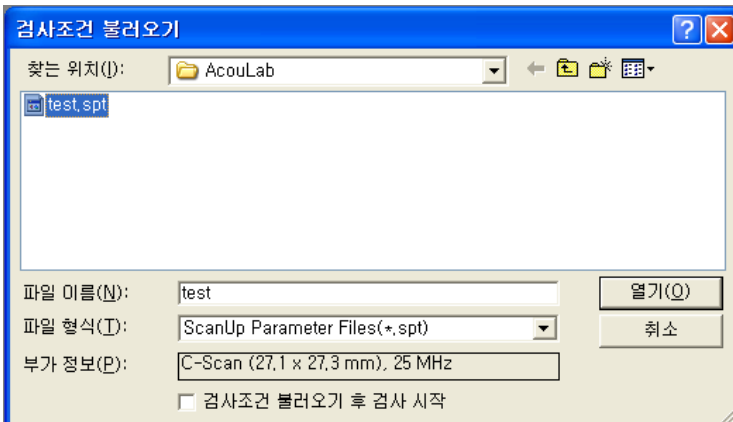 검사조건 불러오기
찾는 위치(I): AcouLab
test.spt
파일 이름(N): test 열기(O)
파일 형식(T): ScanUp Parameter Files(*.spt) 취소
부가 정보(P): C-Scan (27.1 x 27.3 mm), 25 MHz
검사조건 불러오기 후 검사 시작